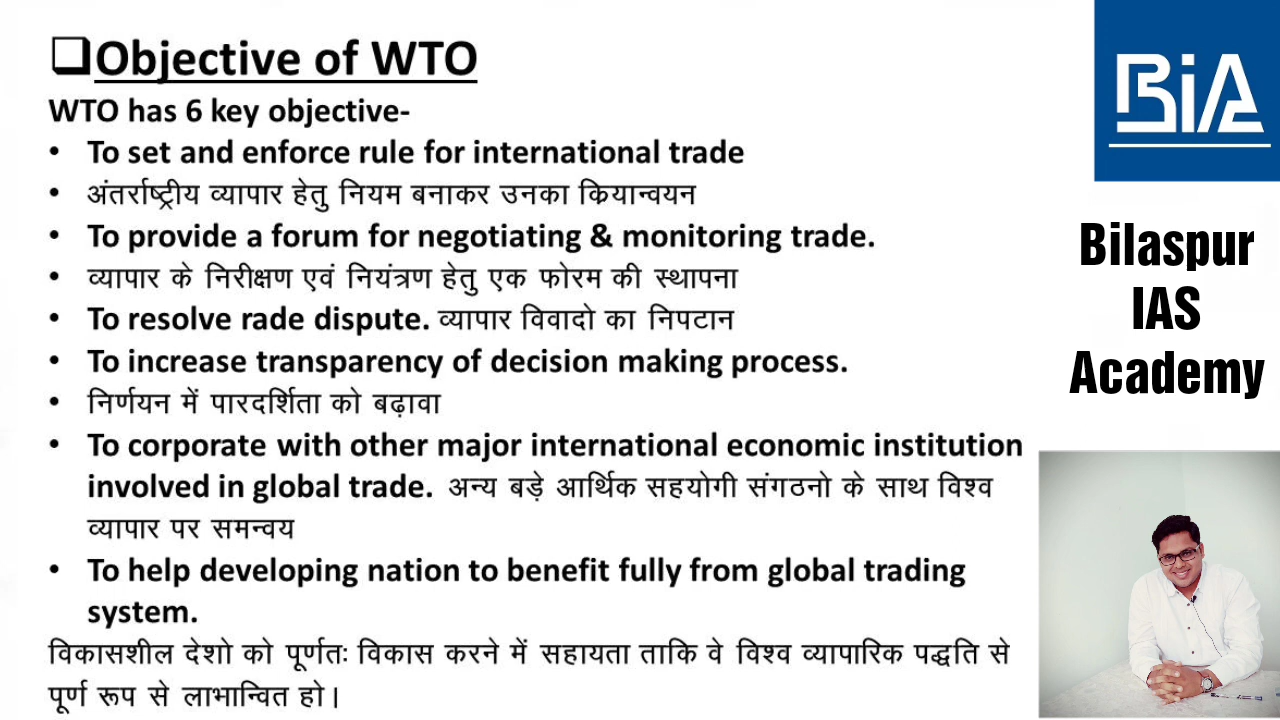 ❑Objective of WTO
WTO has 6 key objective-
• To set and enforce rule for international trade
• अंतर्राष्ट्रीय व्यापार हेतु नियम बनाकर उनका कियान्वयन
• To provide a forum for negotiating & monitoring trade.
• व्यापार के निरीक्षण एवं नियंत्रण हेतु एक फोरम की स्थापना
• To resolve rade dispute. व्यापार विवादो का निपटान
• To increase transparency of decision making process.
• निर्णयन में पारदर्शिता को बढ़ावा
• To corporate with other major international economic institution
involved in global trade. अन्य बड़े आर्थिक सहयोगी संगठनो के साथ विश्व
व्यापार पर समन्वय
• To help developing nation to benefit fully from global trading
system.
विकासशील देशो को पूर्णतः विकास करने में सहायता ताकि वे विश्व व्यापारिक पद्धति से
पूर्ण रूप से लाभान्वित हो।
BiA
Bilaspur
IAS
Academy